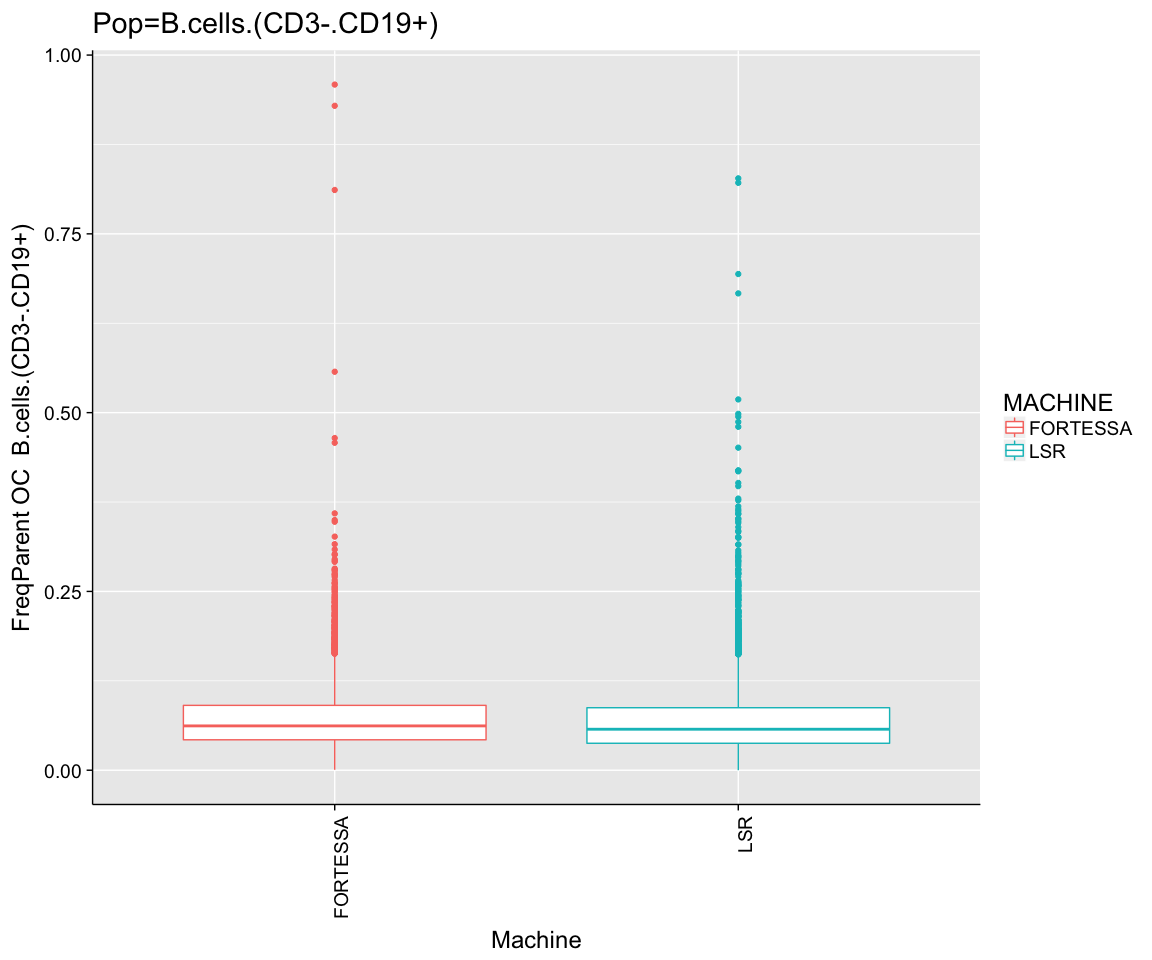 Pop=B.cells.(CD3-.CD19+)
FreqParent OC  B.cells.(CD3-.CD19+)
1.00
0.75
0.50
0.25
0.00
FORTESSA
LSR
Machine
MACHINE
FORTESSA
LSR